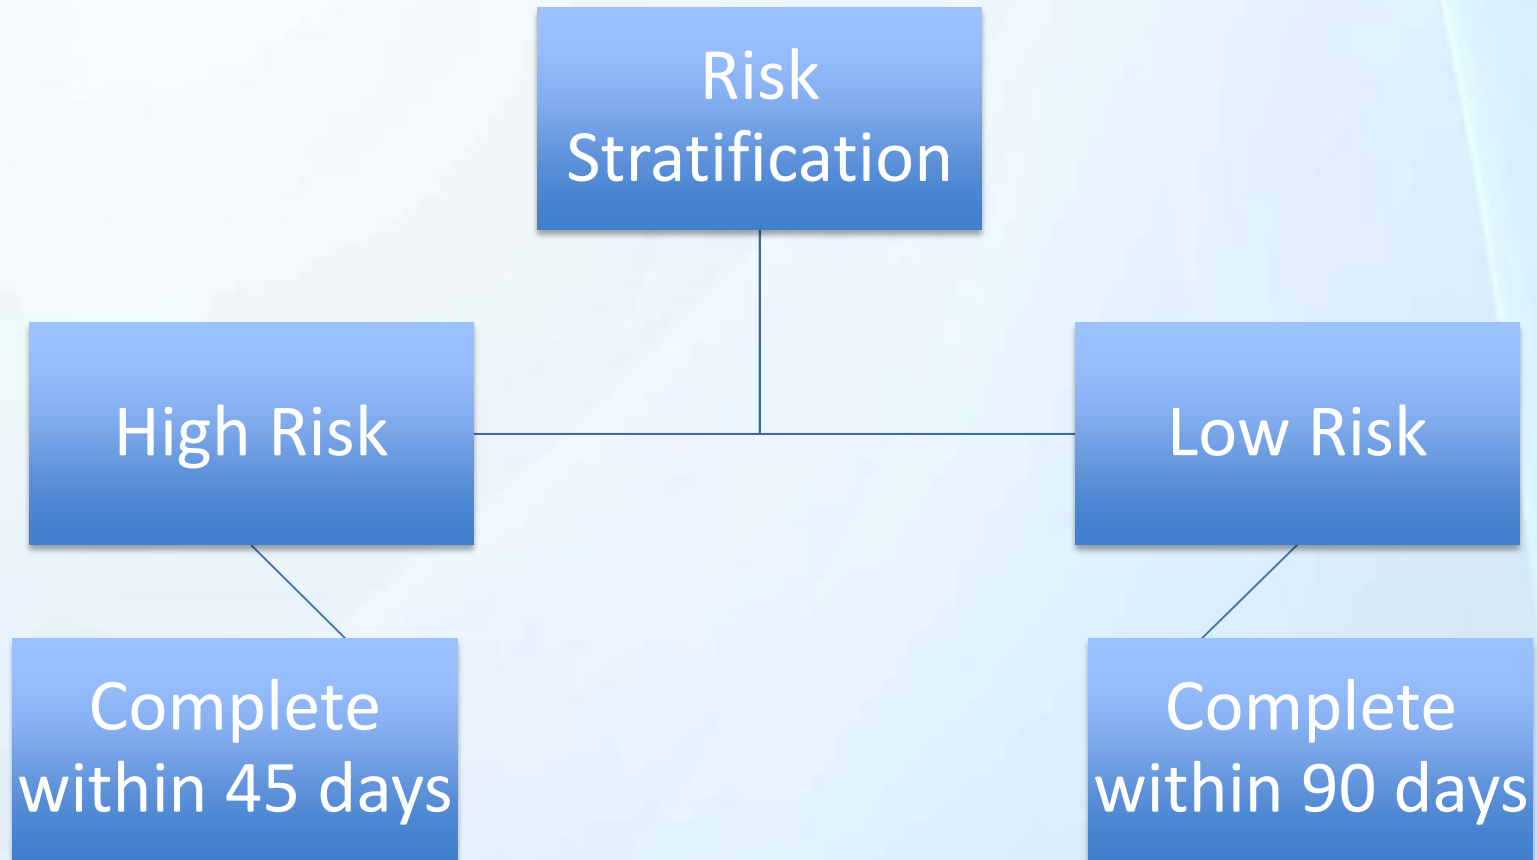 Risk
Stratification
High Risk
Low Risk
Complete
within 45 days
Complete
within 90 days